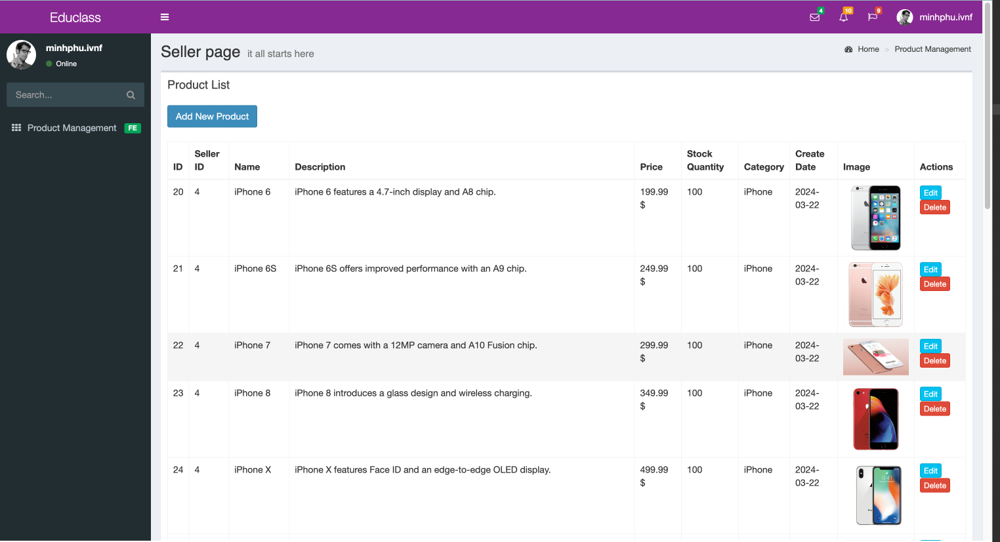 Educlass
4
10
9
minhphu.ivnf
minhphu.ivnf
Online
Search...
Product Management FE
Seller page it all starts here
Home > Product Management
Product List
Add New Product
ID Seller ID Name Description Price Stock Quantity Category Create Date Image Actions
20 4 iPhone 6 iPhone 6 features a 4.7-inch display and A8 chip. 199.99 100 iPhone 2024- Edit
$ 03-22 Delete
21 4 iPhone 6S iPhone 6S offers improved performance with an A9 chip. 249.99 100 iPhone 2024- Edit
$ 03-22 Delete
22 4 iPhone 7 iPhone 7 comes with a 12MP camera and A10 Fusion chip. 299.99 100 iPhone 2024- Edit
$ 03-22 Delete
23 4 iPhone 8 iPhone 8 introduces a glass design and wireless charging. 349.99 100 iPhone 2024- Edit
$ 03-22 Delete
24 4 iPhone X iPhone X features Face ID and an edge-to-edge OLED display. 499.99 100 iPhone 2024- Edit
$ 03-22 Delete